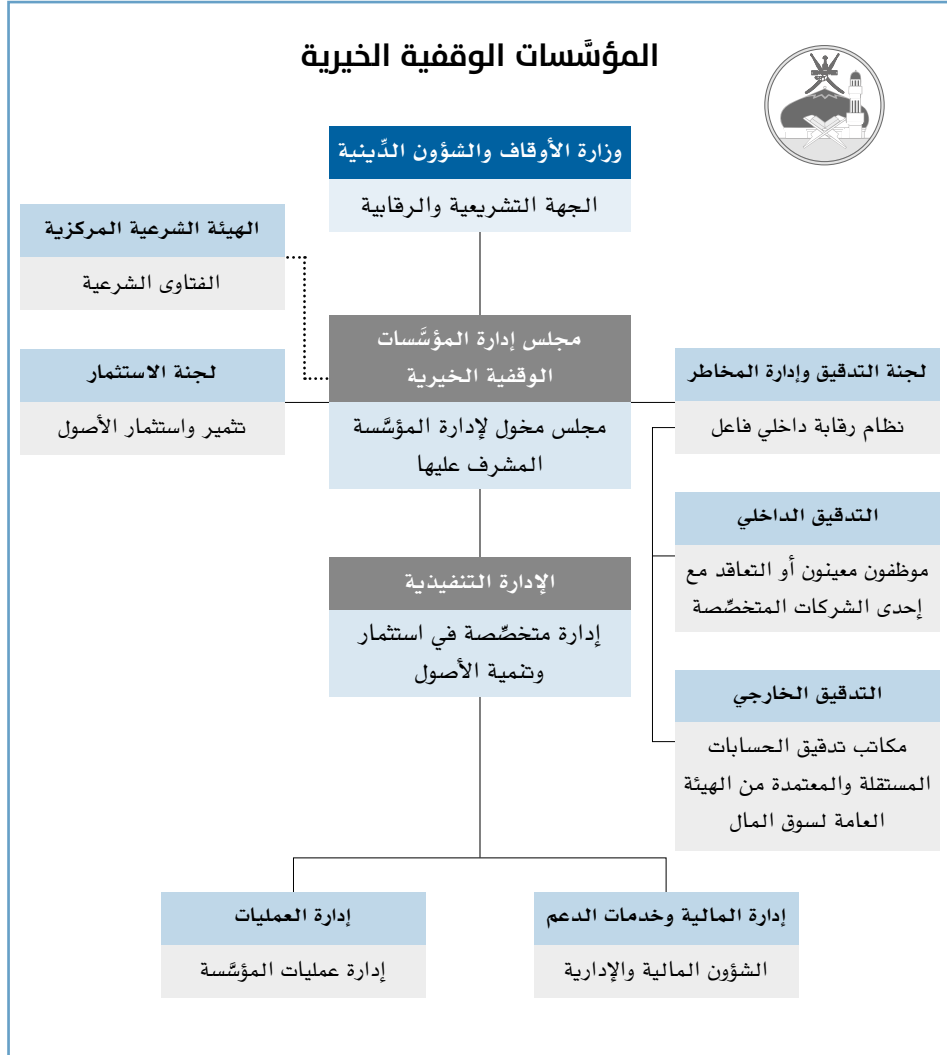 المؤسَّسات الوقفية الخيرية
وزارة الأوقاف والشؤون الدِّينية
الجهة التشريعية والرقابية
الهيئة الشرعية المركزية
الفتاوى الشرعية
مجلس إدارة المؤسَّسات
الوقفية الخيرية
مجلس مخول لإدارة المؤسَّسة
المشرف عليها
لجنة التدقيق وإدارة المخاطر
نظام رقابة داخلي فاعل
لجنة الاستثمار
تثمير واستثمار الأصول
التدقيق الداخلي
موظفون معينون أو التعاقد مع
إحدى الشركات المتخصِّصة
الإدارة التنفيذية
إدارة متخصِّصة في استثمار
وتنمية الأصول
التدقيق الخارجي
مكاتب تدقيق الحسابات
المستقلة والمعتمدة من الهيئة
العامة لسوق المال
إدارة المالية وخدمات الدعم
الشؤون المالية والإدارية
إدارة العمليات
إدارة عمليات المؤسَّسة